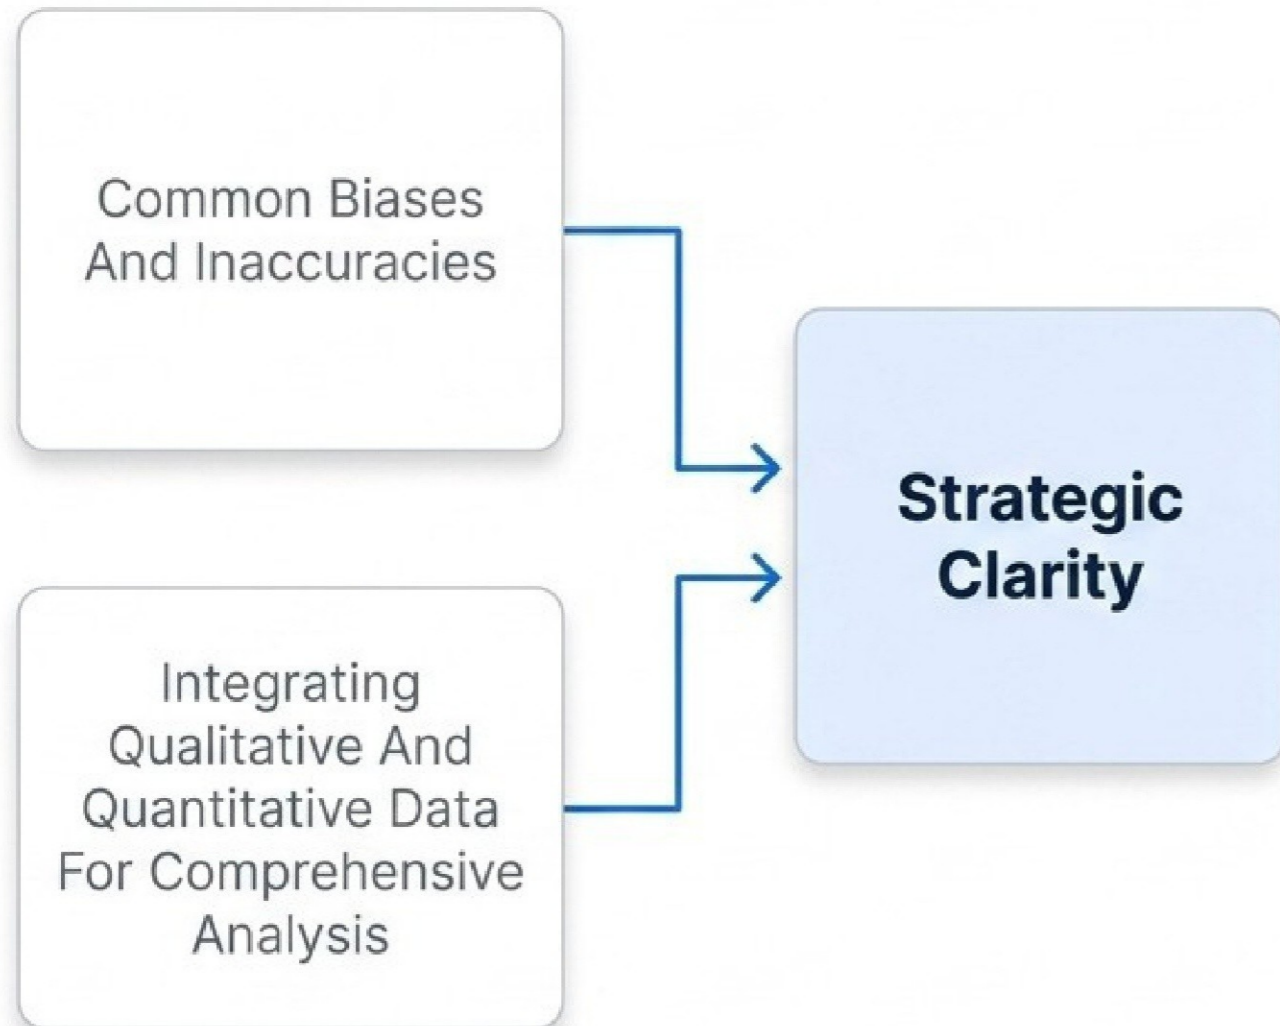 Common Biases
And Inaccuracies
Integrating
Qualitative And
Quantitative Data
For Comprehensive
Analysis
Strategic
Clarity